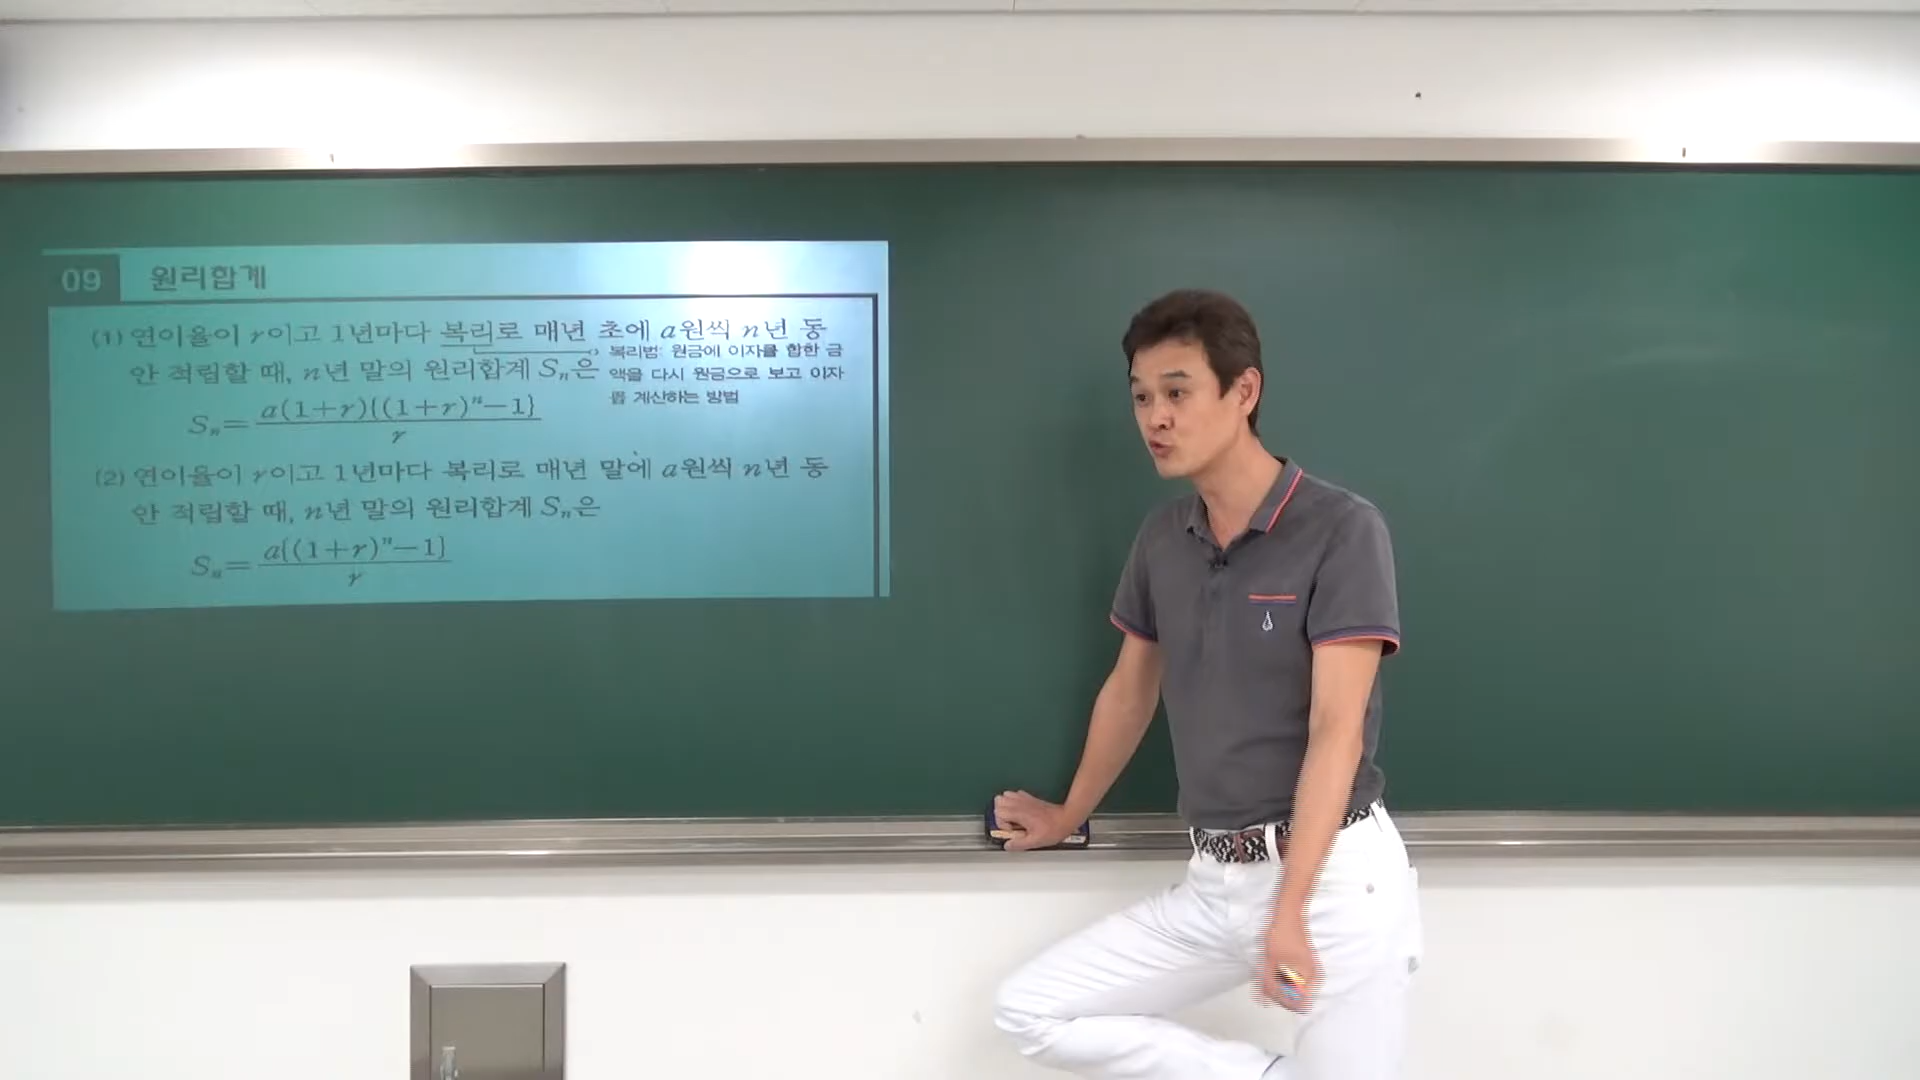 09 원리합계
(1) 연이율이 r이고 1년마다 복리로 매년 초에 a원씩 n년 동
안 적립할 때, n년 말의 원리합계 Sₙ은
복리법: 원금에 이자를 합한 금
액을 다시 원금으로 보고 이자
를 계산하는 방법
Sₙ=a(1+r){(1+r)ⁿ−1}/r
(2) 연이율이 r이고 1년마다 복리로 매년 말에 a원씩 n년 동
안 적립할 때, n년 말의 원리합계 Sₙ은
Sₙ=a{(1+r)ⁿ−1}/r